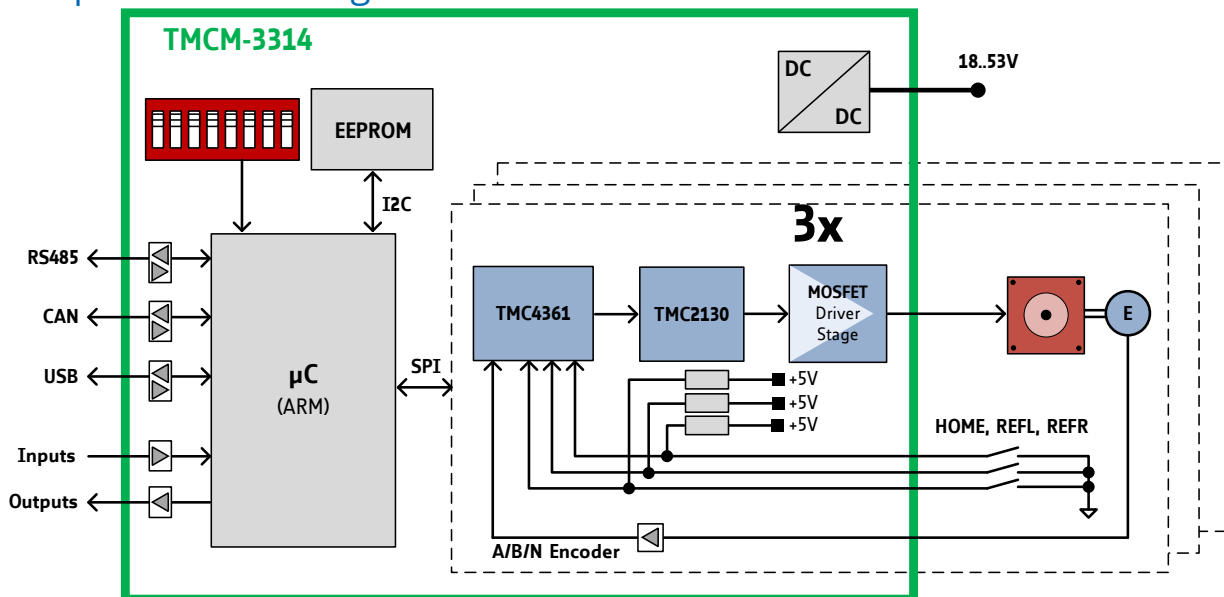 TMCM-3314
DC
DC
18..53V
EEPROM
I2C
3x
RS485
CAN
USB
Inputs
Outputs
µC
(ARM)
SPI
TMC4361
TMC2130
MOSFET
Driver
Stage
E
+5V
+5V
+5V
HOME, REFL, REFR
A/B/N Encoder